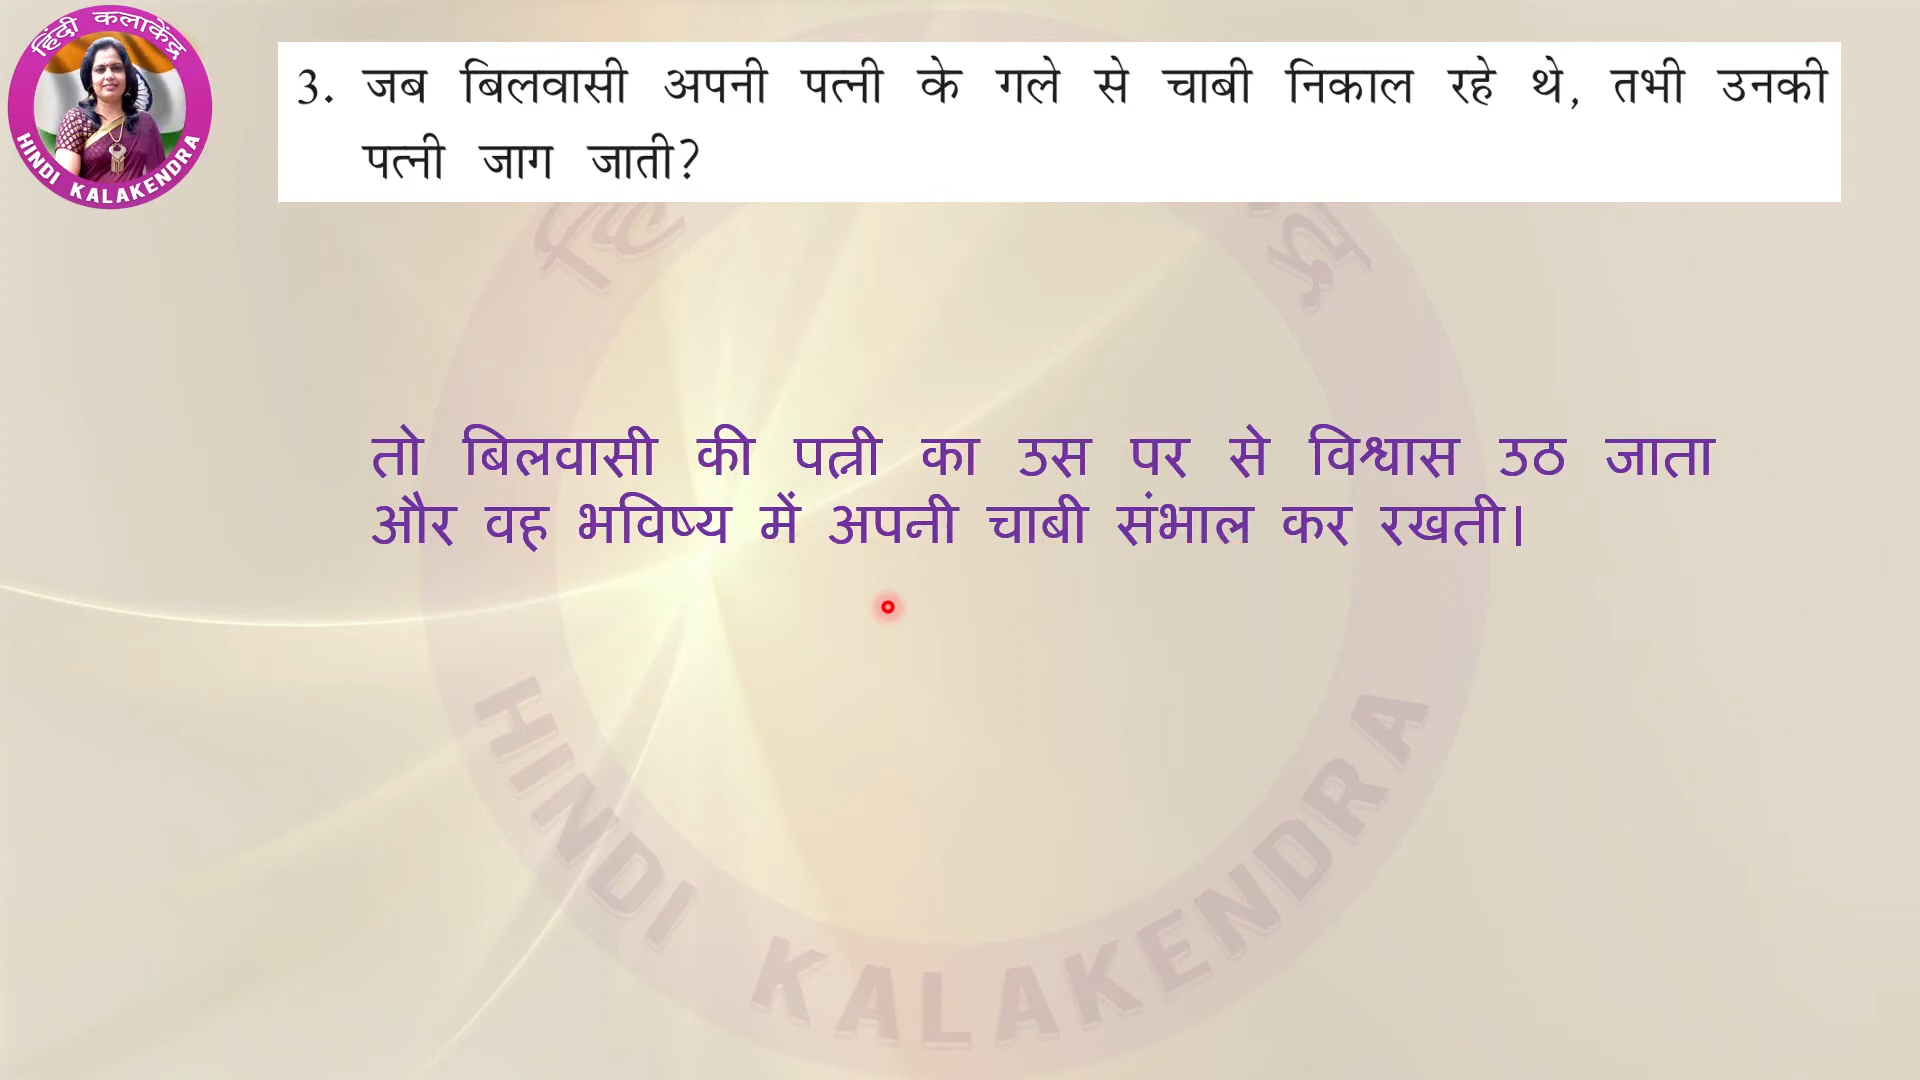 हिंदी कलाकेंद्र
HINDI KALAKENDRA
3. जब बिलवासी अपनी पत्नी के गले से चाबी निकाल रहे थे, तभी उनकी
पत्नी जाग जाती?
तो बिलवासी की पत्नी का उस पर से विश्वास उठ जाता
और वह भविष्य में अपनी चाबी संभाल कर रखती।
HINDI KALAKENDRA